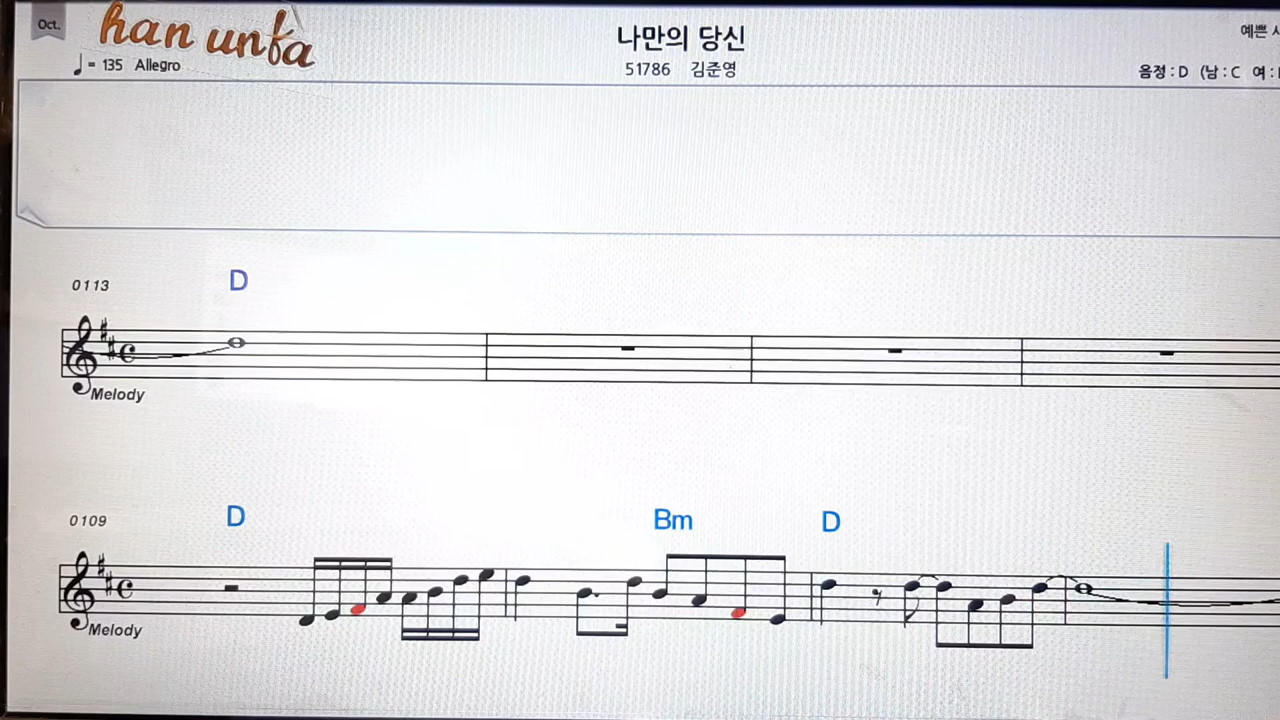 Oct.
han unfa
♩ = 135 Allegro
나만의 당신
51786 김준영
예쁜
음정 : D (남 : C 여 :
0113
D
Melody
0109
D
Bm
D
Melody